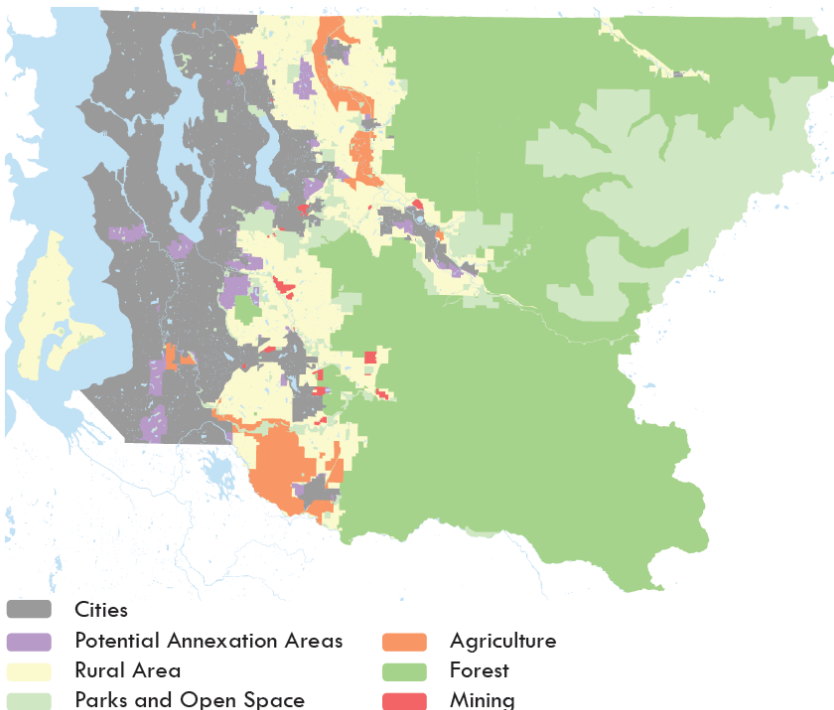 Cities
Potential Annexation Areas
Rural Area
Parks and Open Space
Agriculture
Forest
Mining